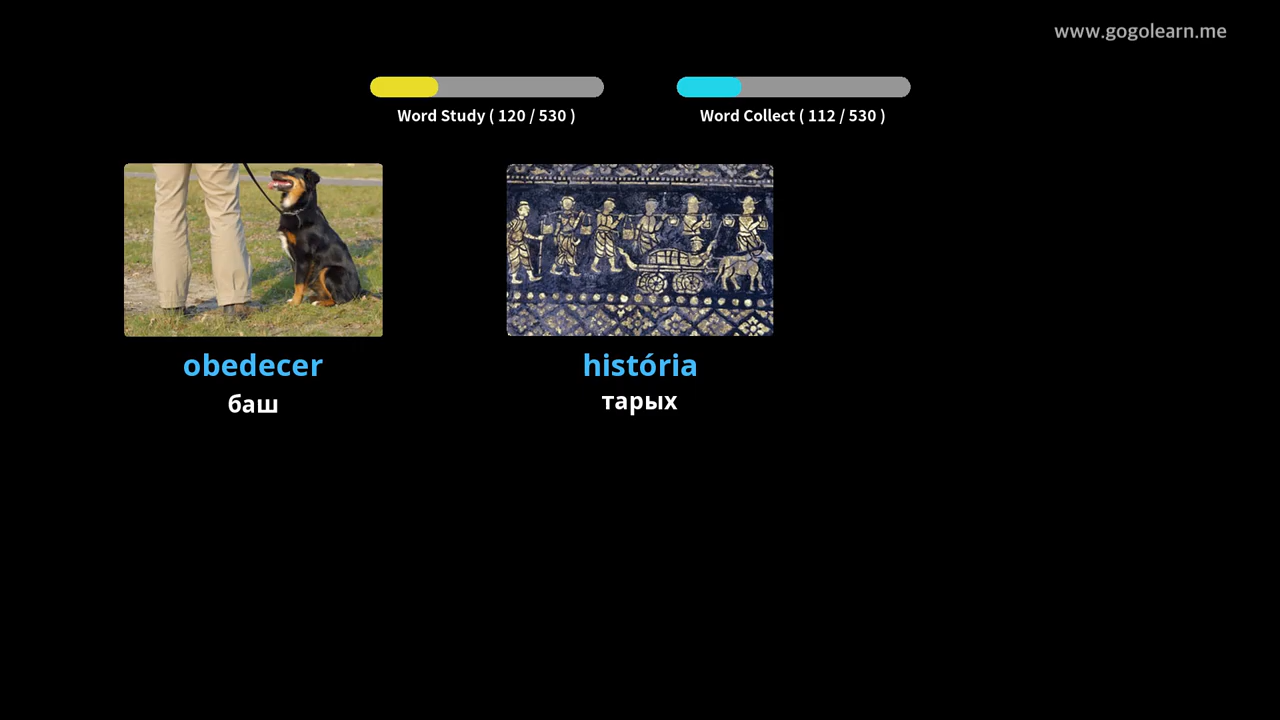 www.gogolearn.me
Word Study ( 120 / 530 )
Word Collect ( 112 / 530 )
obedecer
баш
história
тарых